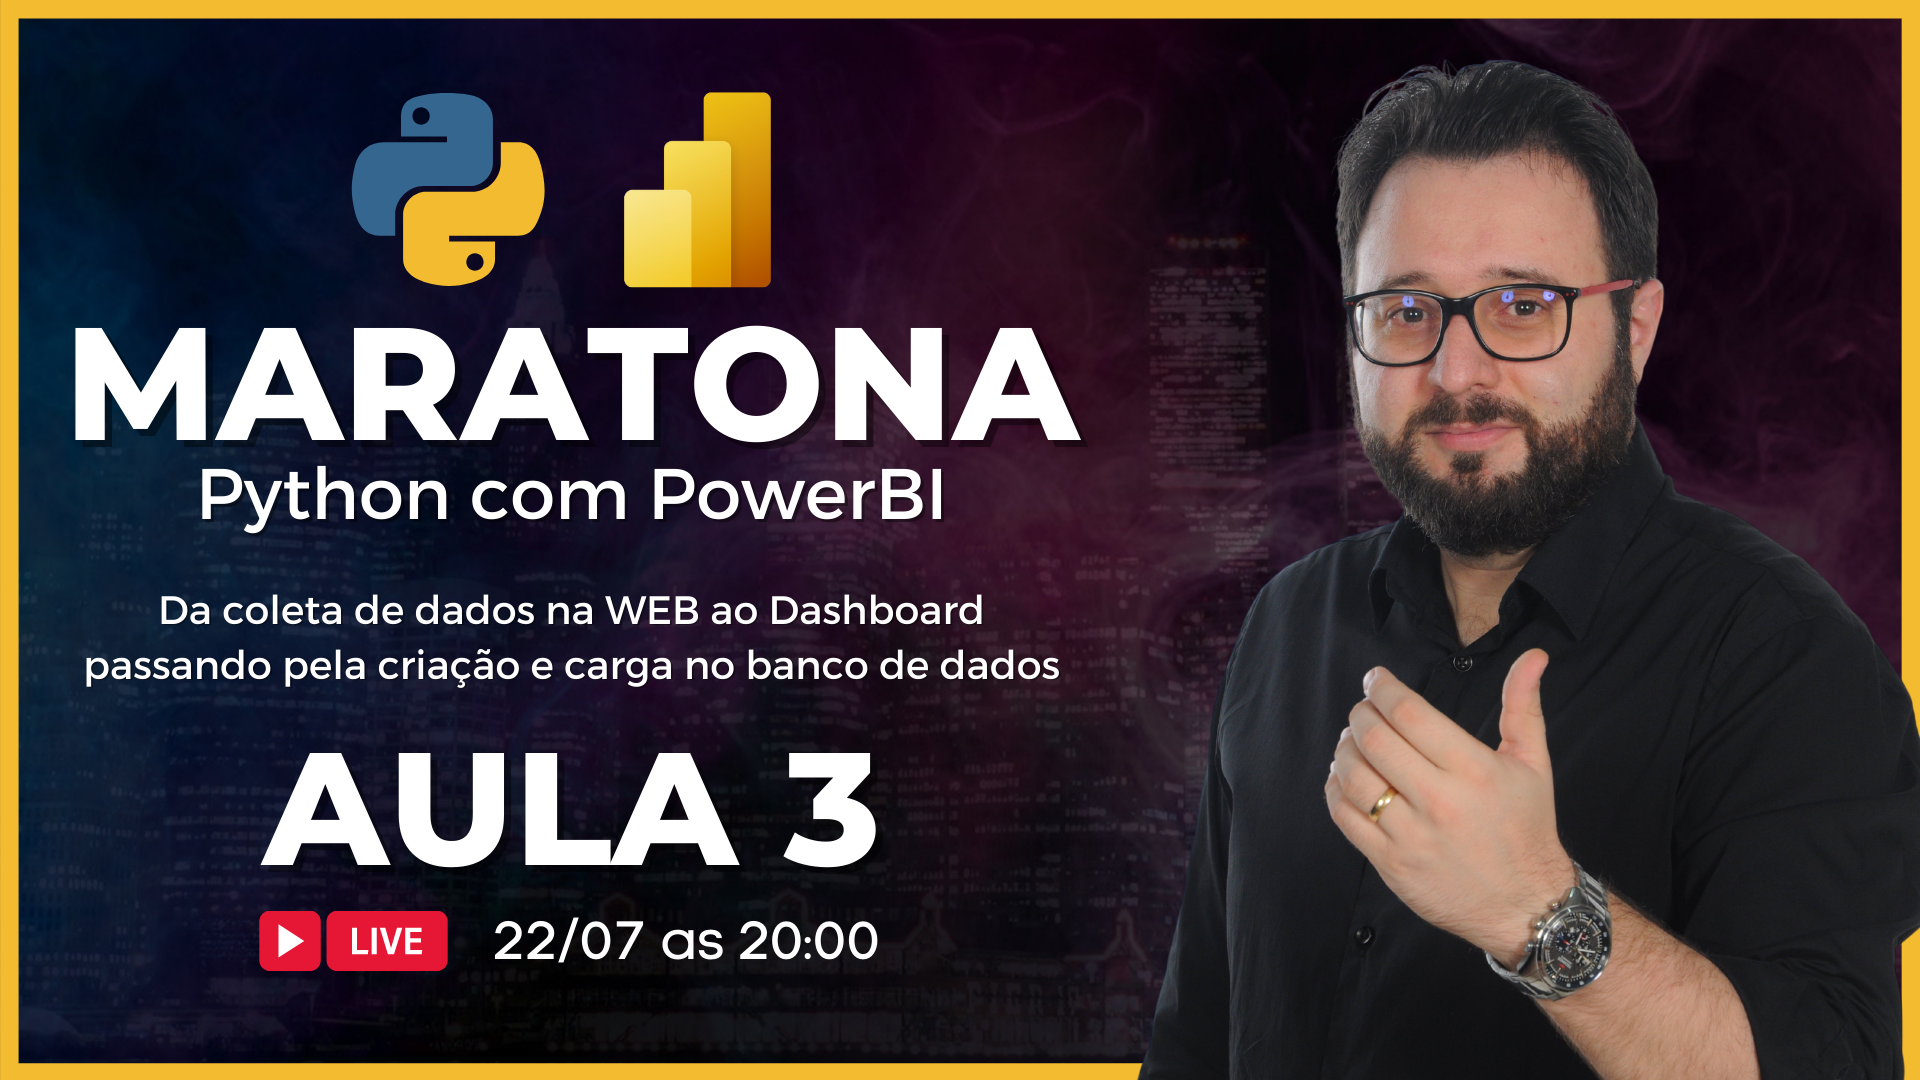 MARATONA
Python com PowerBI
Da coleta de dados na WEB ao Dashboard
passando pela criação e carga no banco de dados
AULA 3
LIVE 22/07 as 20:00